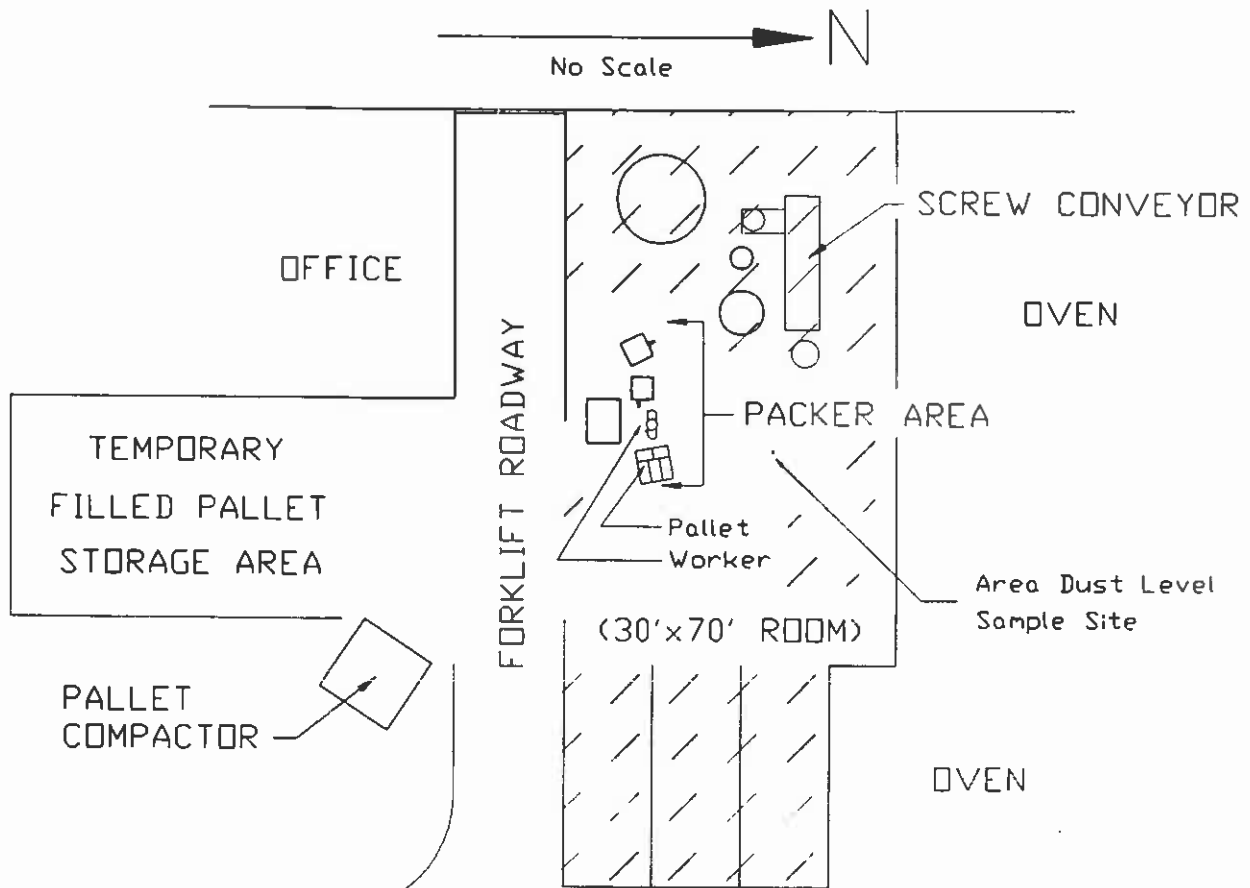 N
No Scale
SCREW CONVEYOR
OFFICE
OVEN
FORKLIFT ROADWAY
PACKER AREA
TEMPORARY
FILLED PALLET
STORAGE AREA
Pallet
Worker
Area Dust Level
Sample Site
(30'x70' ROOM)
PALLET
COMPACTOR
OVEN